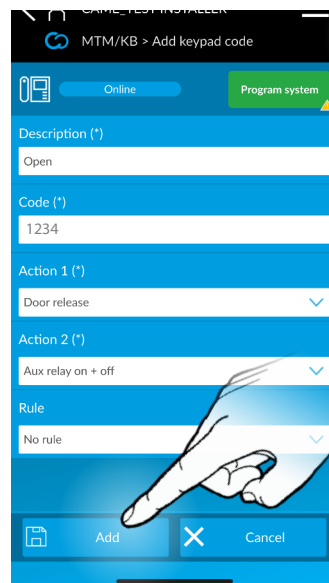 CAME_TEST INSTALLER
MTM/KB > Add keypad code
Online
Program system
Description (*)
Open
Code (*)
1234
Action 1 (*)
Door release
Action 2 (*)
Aux relay on + off
Rule
No rule
Add
Cancel